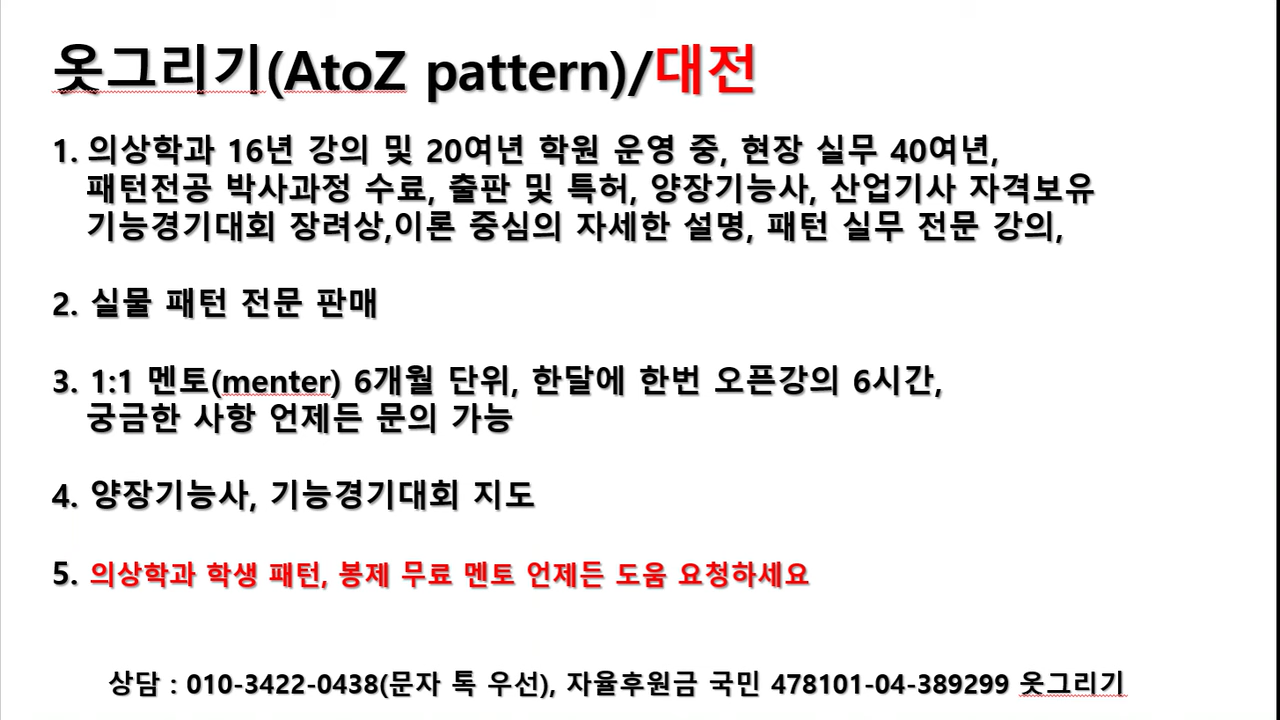 옷그리기(AtoZ pattern)/대전
1. 의상학과 16년 강의 및 20여년 학원 운영 중, 현장 실무 40여년,
패턴전공 박사과정 수료, 출판 및 특허, 양장기능사, 산업기사 자격보유
기능경기대회 장려상,이론 중심의 자세한 설명, 패턴 실무 전문 강의,
2. 실물 패턴 전문 판매
3. 1:1 멘토(menter) 6개월 단위, 한달에 한번 오픈강의 6시간,
궁금한 사항 언제든 문의 가능
4. 양장기능사, 기능경기대회 지도
5. 의상학과 학생 패턴, 봉제 무료 멘토 언제든 도움 요청하세요
상담 : 010-3422-0438(문자 톡 우선), 자율후원금 국민 478101-04-389299 옷그리기